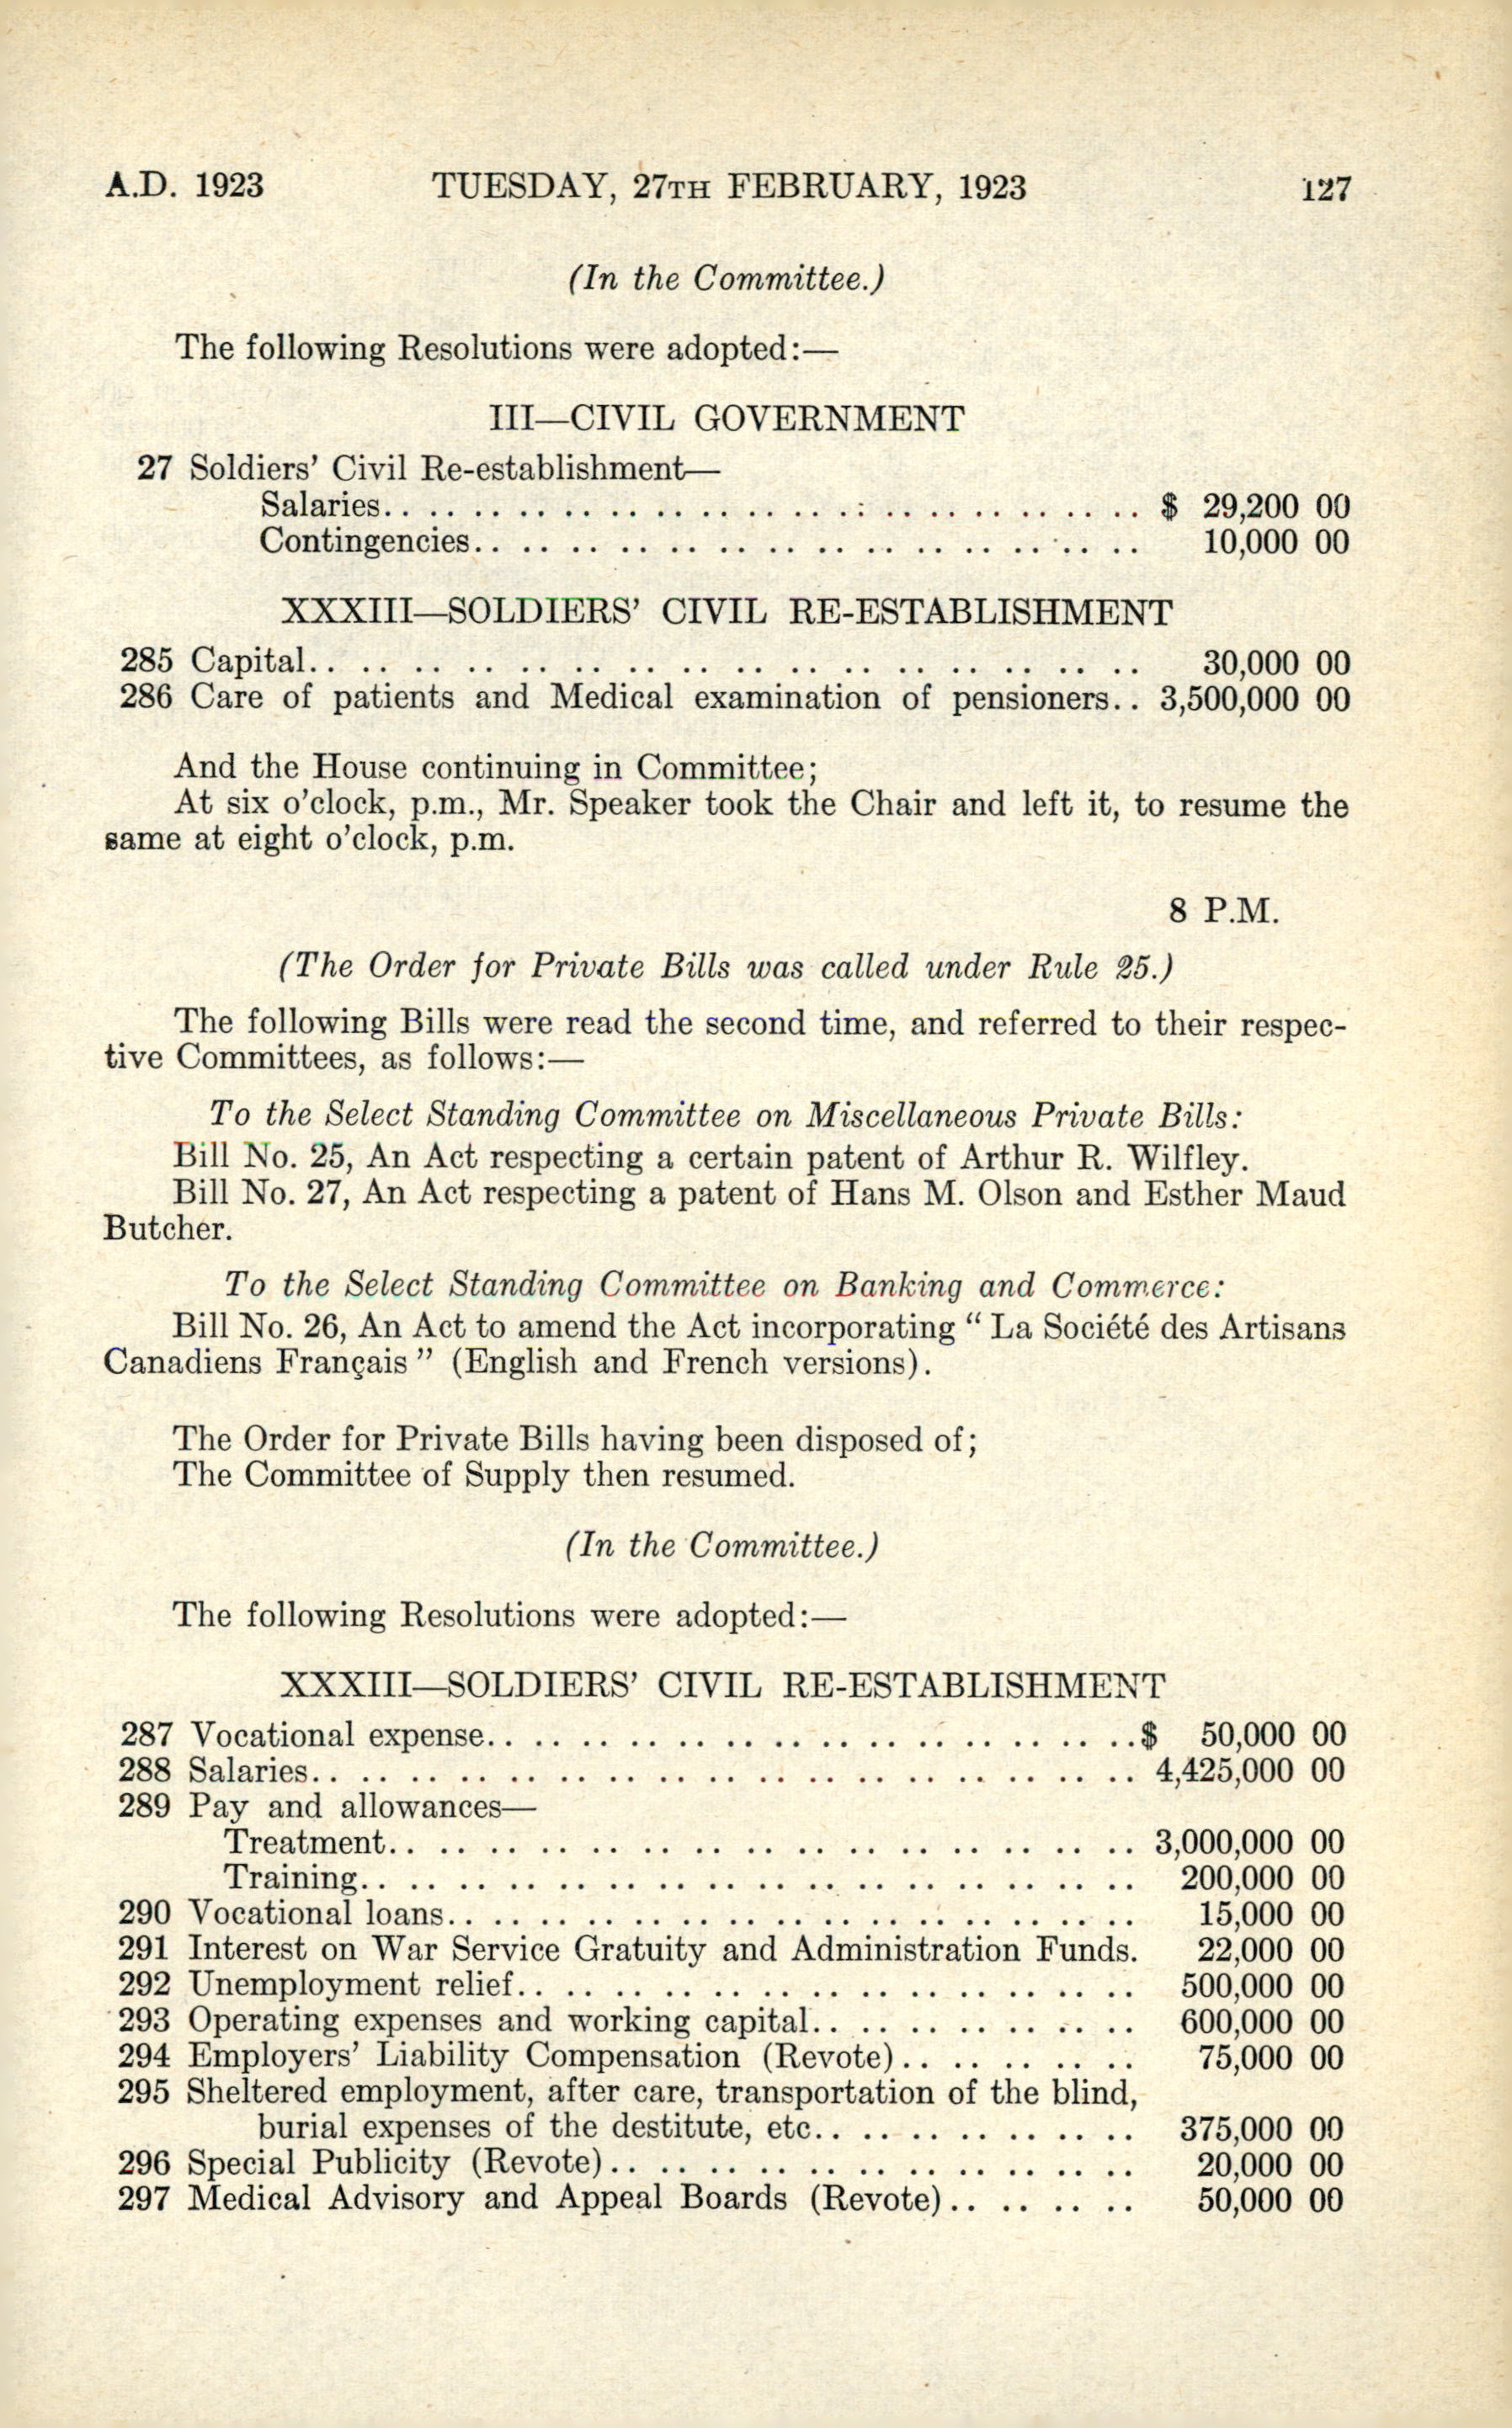 A.D. 1923 TUESDAY, 27TH FEBRUARY, 1923 127
(In the Committee.)
The following Resolutions were adopted:—
III—CIVIL GOVERNMENT
27 Soldiers' Civil Re-establishment—
Salaries.. .. .. .. .. .. .. .. .. .. .. .. .. .. .. .. .. $ 29,200 00
Contingencies.. .. .. .. .. .. .. .. .. .. .. .. .. .. 10,000 00
XXXIII—SOLDIERS' CIVIL RE-ESTABLISHMENT
285 Capital.. .. .. .. .. .. .. .. .. .. .. .. .. .. .. .. 30,000 00
286 Care of patients and Medical examination of pensioners.. 3,500,000 00
And the House continuing in Committee;
At six o'clock, p.m., Mr. Speaker took the Chair and left it, to resume the
same at eight o'clock, p.m.
8 P.M.
(The Order for Private Bills was called under Rule 25.)
The following Bills were read the second time, and referred to their respec-
tive Committees, as follows:—
To the Select Standing Committee on Miscellaneous Private Bills:
Bill No. 25, An Act respecting a certain patent of Arthur R. Wilfley.
Bill No. 27, An Act respecting a patent of Hans M. Olson and Esther Maud
Butcher.
To the Select Standing Committee on Banking and Commerce:
Bill No. 26, An Act to amend the Act incorporating " La Société des Artisans
Canadiens Français " (English and French versions).
The Order for Private Bills having been disposed of;
The Committee of Supply then resumed.
(In the Committee.)
The following Resolutions were adopted:—
XXXIII—SOLDIERS' CIVIL RE-ESTABLISHMENT
287 Vocational expense.. .. .. .. .. .. .. .. .. .. .. .. .. ..$ 50,000 00
288 Salaries.. .. .. .. .. .. .. .. .. .. .. .. .. .. .. .. .. 4,425,000 00
289 Pay and allowances—
Treatment.. .. .. .. .. .. .. .. .. .. .. .. .. .. .. 3,000,000 00
Training.. .. .. .. .. .. .. .. .. .. .. .. .. .. .. .. 200,000 00
290 Vocational loans.. .. .. .. .. .. .. .. .. .. .. .. .. .. .. 15,000 00
291 Interest on War Service Gratuity and Administration Funds. 22,000 00
292 Unemployment relief.. .. .. .. .. .. .. .. .. .. .. .. .. 500,000 00
293 Operating expenses and working capital.. .. .. .. .. .. .. 600,000 00
294 Employers' Liability Compensation (Revote).. .. .. .. .. 75,000 00
295 Sheltered employment, after care, transportation of the blind,
burial expenses of the destitute, etc.. .. .. .. .. .. .. 375,000 00
296 Special Publicity (Revote).. .. .. .. .. .. .. .. .. .. .. 20,000 00
297 Medical Advisory and Appeal Boards (Revote).. .. .. .. 50,000 00